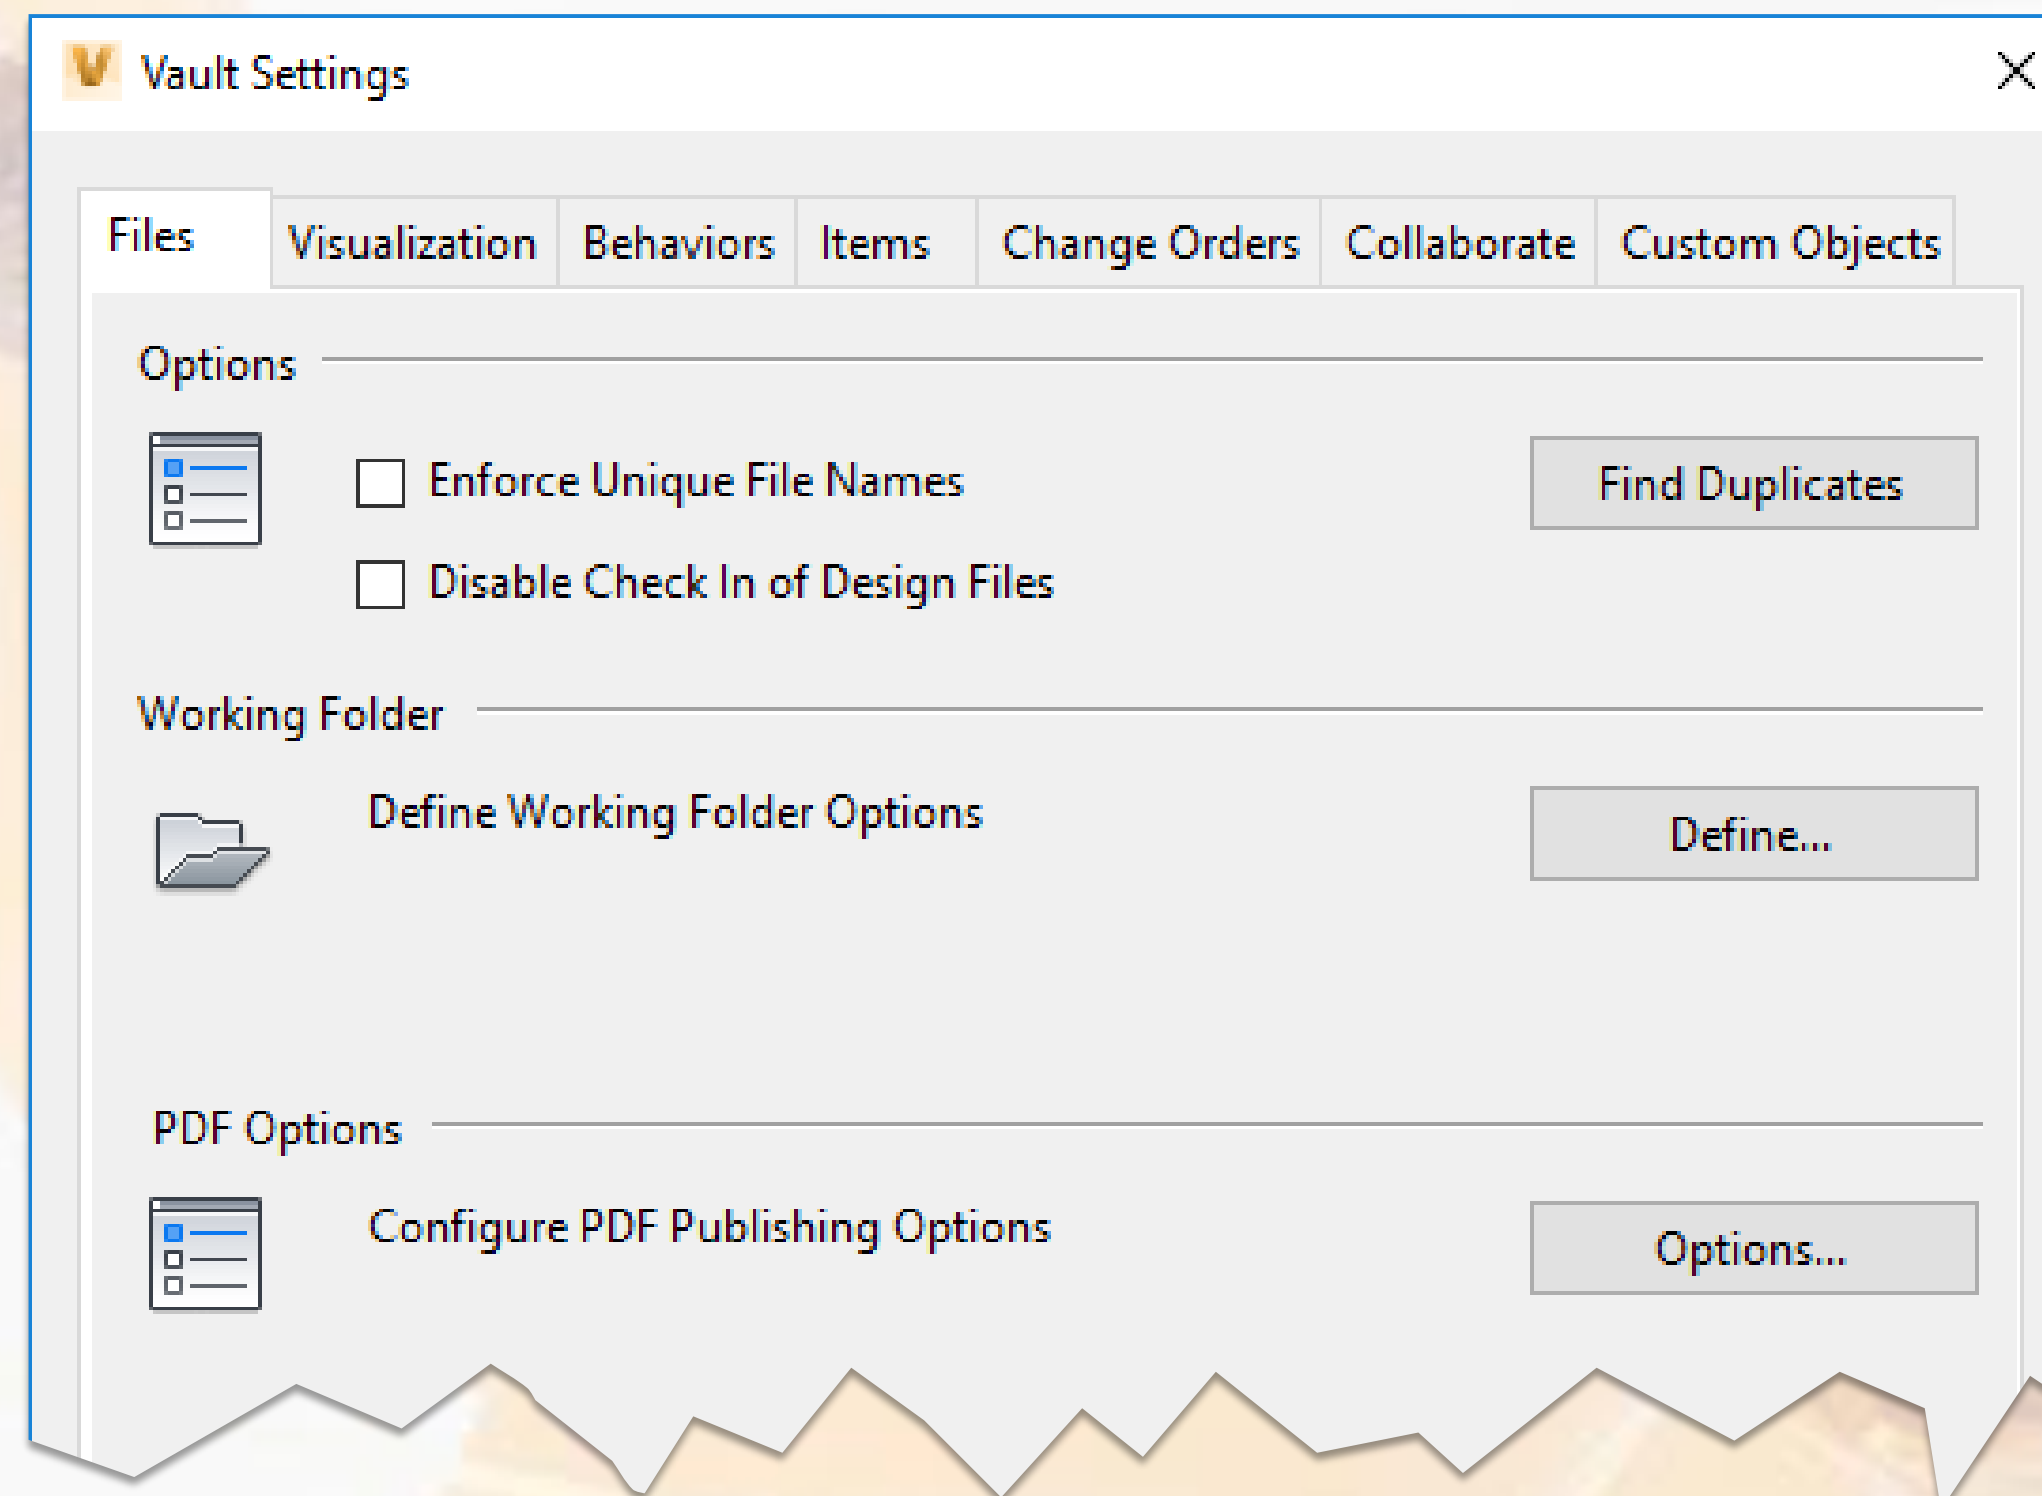 Vault Settings
Files Visualization Behaviors Items Change Orders Collaborate Custom Objects
Options
Enforce Unique File Names Find Duplicates
Disable Check In of Design Files
Working Folder
Define Working Folder Options Define...
PDF Options
Configure PDF Publishing Options Options...